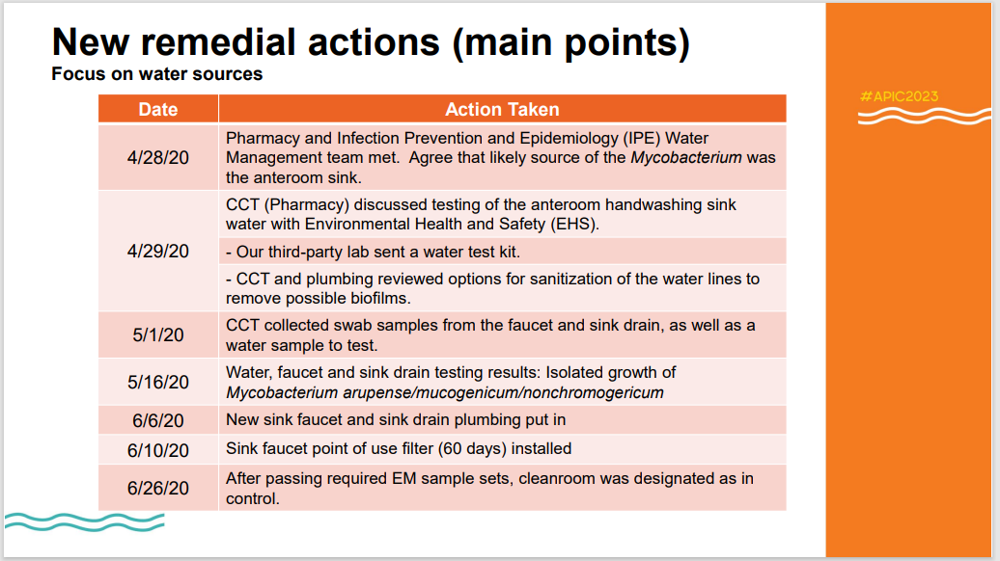 New remedial actions (main points)
Focus on water sources
#APIC2023
Date Action Taken
4/28/20
Pharmacy and Infection Prevention and Epidemiology (IPE) Water
Management team met.  Agree that likely source of the Mycobacterium was
the anteroom sink.
4/29/20
CCT (Pharmacy) discussed testing of the anteroom handwashing sink
water with Environmental Health and Safety (EHS).
- Our third-party lab sent a water test kit.
- CCT and plumbing reviewed options for sanitization of the water lines to
remove possible biofilms.
5/1/20
CCT collected swab samples from the faucet and sink drain, as well as a
water sample to test.
5/16/20
Water, faucet and sink drain testing results: Isolated growth of
Mycobacterium arupense/mucogenicum/nonchromogericum
6/6/20 New sink faucet and sink drain plumbing put in
6/10/20 Sink faucet point of use filter (60 days) installed
6/26/20
After passing required EM sample sets, cleanroom was designated as in
control.